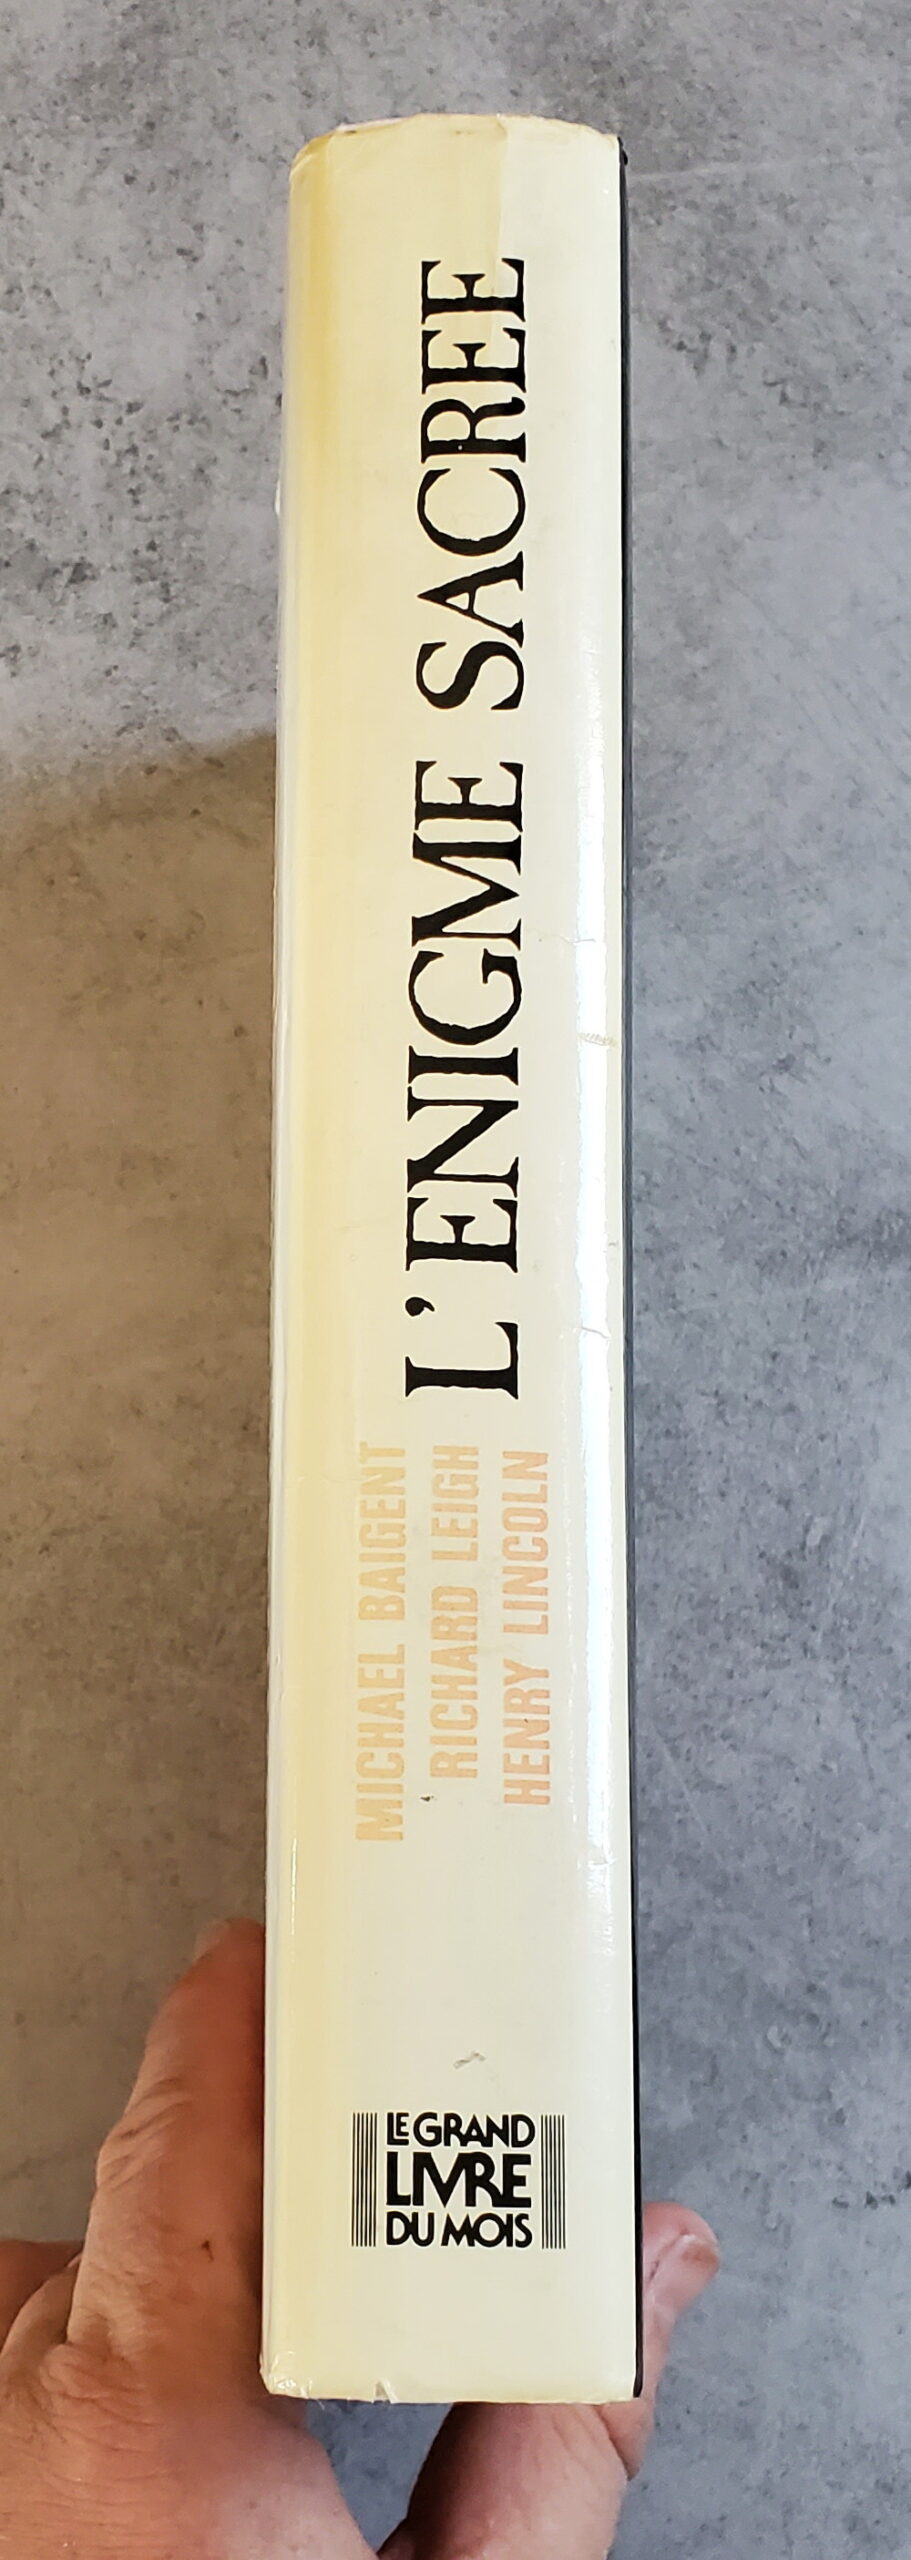 L'ENIGME SACREE
MICHAEL BAIGENT
RICHARD LEIGH
HENRY LINCOLN
LE GRAND
LIVRE
DU MOIS